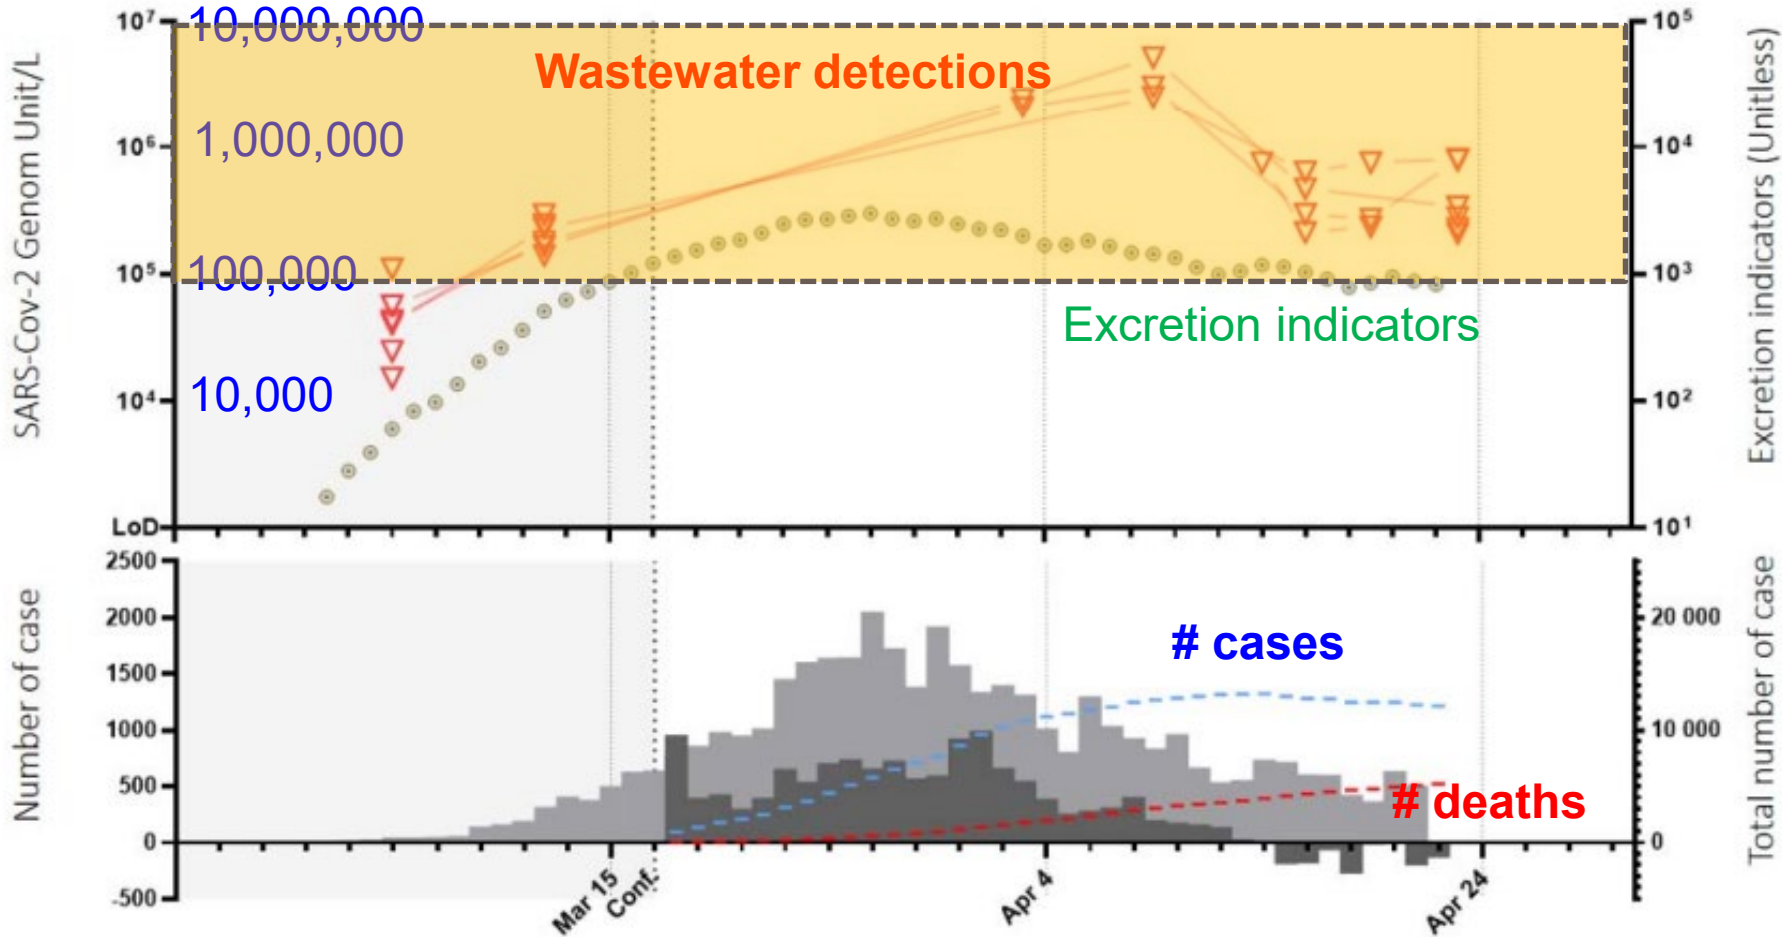 SARS-Cov-2 Genom Unit/L
10⁷
10⁶
10⁵
10⁴
LoD
10,000,000
1,000,000
100,000
10,000
Wastewater detections
Excretion indicators
10⁵
10⁴
10³
10²
10¹
Excretion indicators (Unitless)
Number of case
2500
2000
1500
1000
500
0
-500
# cases
# deaths
20 000
10 000
0
Total number of case
Mar 15
Conf.
Apr 4
Apr 24